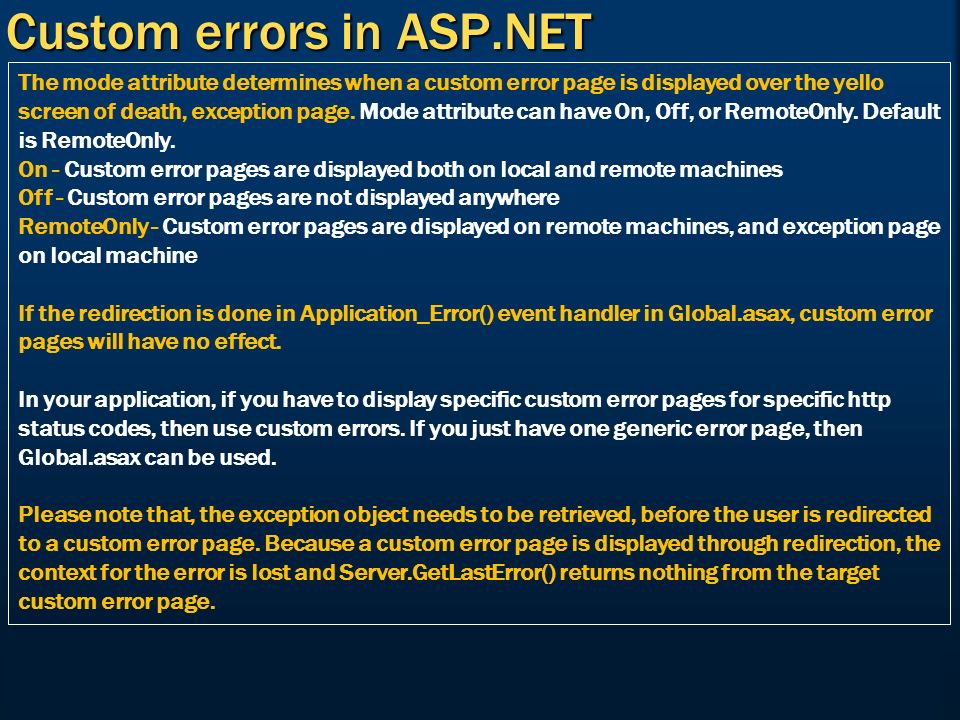 Custom errors in ASP.NET
The mode attribute determines when a custom error page is displayed over the yello
screen of death, exception page. Mode attribute can have On, Off, or RemoteOnly. Default
is RemoteOnly.
On - Custom error pages are displayed both on local and remote machines
Off - Custom error pages are not displayed anywhere
RemoteOnly - Custom error pages are displayed on remote machines, and exception page
on local machine
If the redirection is done in Application_Error() event handler in Global.asax, custom error
pages will have no effect.
In your application, if you have to display specific custom error pages for specific http
status codes, then use custom errors. If you just have one generic error page, then
Global.asax can be used.
Please note that, the exception object needs to be retrieved, before the user is redirected
to a custom error page. Because a custom error page is displayed through redirection, the
context for the error is lost and Server.GetLastError() returns nothing from the target
custom error page.